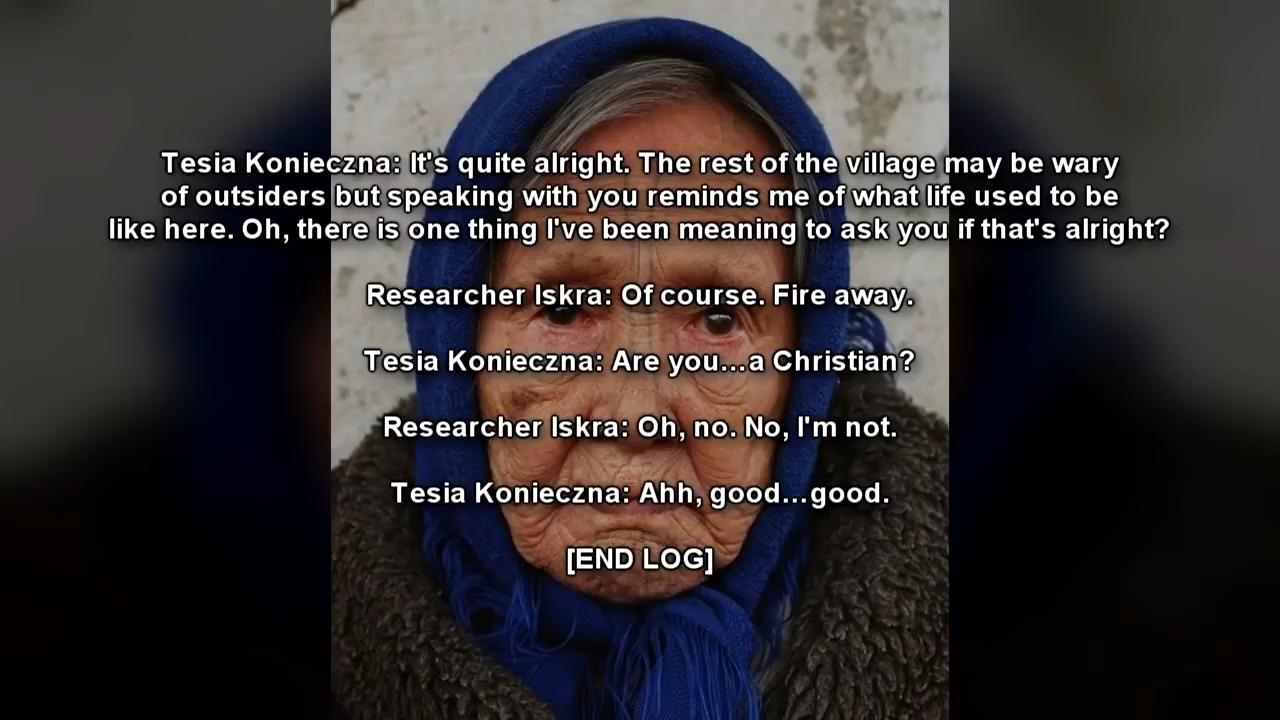 Tesia Konieczna: It's quite alright. The rest of the village may be wary
of outsiders but speaking with you reminds me of what life used to be
like here. Oh, there is one thing I've been meaning to ask you if that's alright?
Researcher Iskra: Of course. Fire away.
Tesia Konieczna: Are you...a Christian?
Researcher Iskra: Oh, no. No, I'm not.
Tesia Konieczna: Ahh, good...good.
[END LOG]